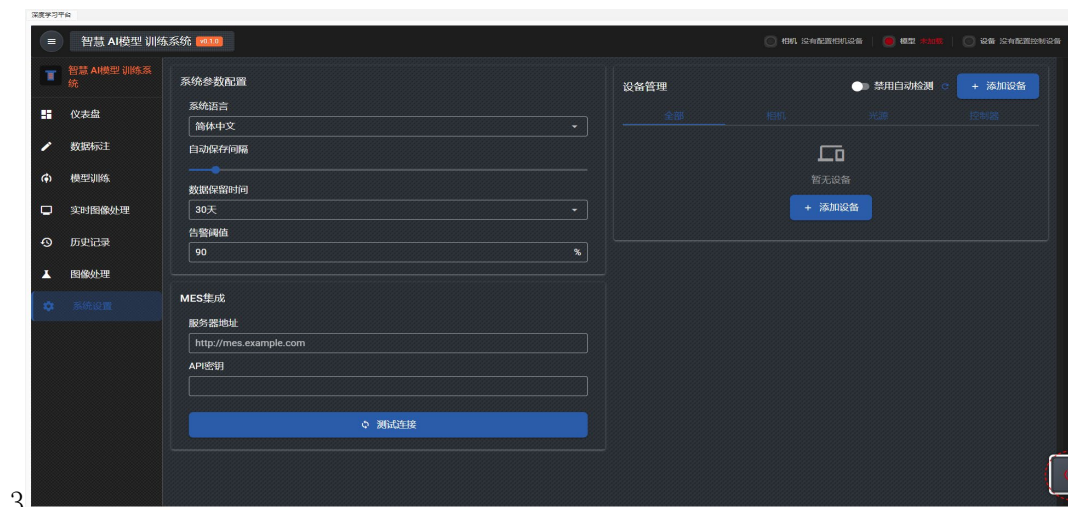 深度学习平台
智慧 AI模型 训练系统 v0.1.0
相机 没有配置相机设备
模型 未加载
设备 没有配置控制设备
智慧 AI模型 训练系
统
仪表盘
数据标注
模型训练
实时图像处理
历史记录
图像处理
系统设置
系统参数配置
系统语言
简体中文
自动保存间隔
数据保留时间
30天
告警阈值
90 %
MES集成
服务器地址
http://mes.example.com
API密钥
测试连接
设备管理
禁用自动检测
+ 添加设备
全部 相机 光源 控制器
暂无设备
+ 添加设备
3